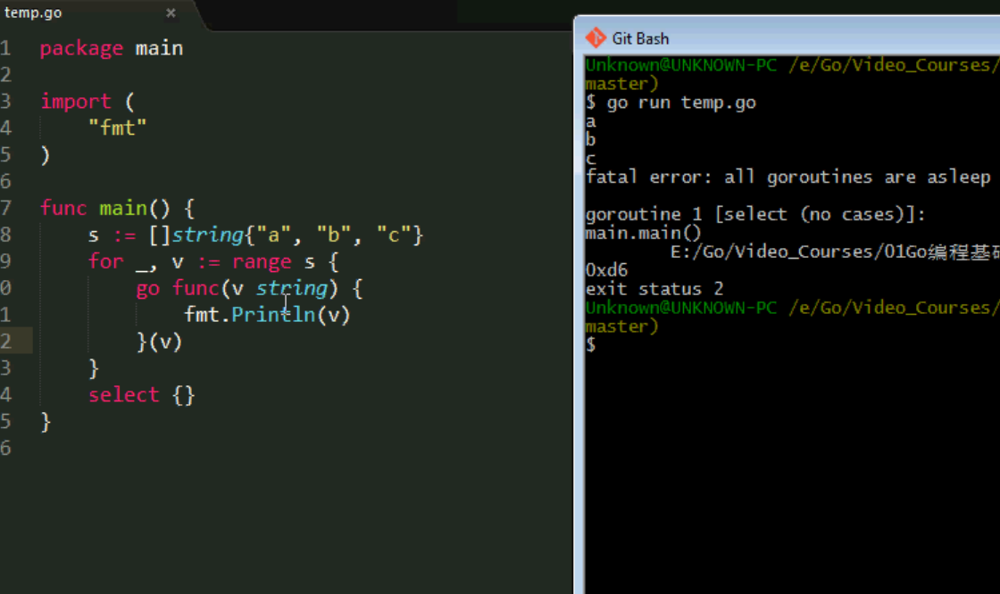 temp.go ×
1 package main
2
3 import (
4 "fmt"
5 )
6
7 func main() {
8 s := []string{"a", "b", "c"}
9 for _, v := range s {
0 go func(v string) {
1 fmt.Println(v)
2 }(v)
3 }
4 select {}
5 }
6
Git Bash
Unknown@UNKNOWN-PC /e/Go/Video_Courses/
master)
$ go run temp.go
a
b
c
fatal error: all goroutines are asleep
goroutine 1 [select (no cases)]:
main.main()
E:/Go/Video_Courses/01Go编程基础
0xd6
exit status 2
Unknown@UNKNOWN-PC /e/Go/Video_Courses/
master)
$